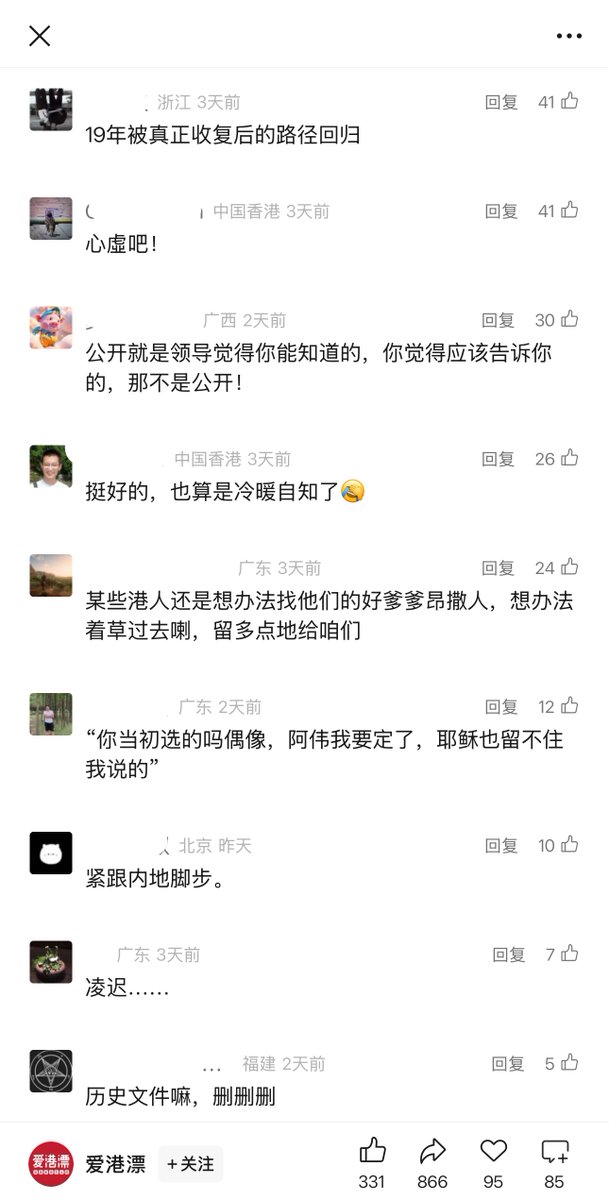 浙江 3天前 回复 41
19年被真正收复后的路径回归
中国香港 3天前 回复 41
心虚吧！
广西 2天前 回复 30
公开就是领导觉得你能知道的，你觉得应该告诉你
的，那不是公开！
中国香港 3天前 回复 26
挺好的，也算是冷暖自知了🤣
广东 3天前 回复 24
某些港人还是想办法找他们的好爹爹昂撒人，想办法
着草过去喇，留多点地给咱们
广东 2天前 回复 12
“你当初选的吗偶像，阿伟我要定了，耶稣也留不住
我说的”
北京 昨天 回复 10
紧跟内地脚步。
广东 3天前 回复 7
凌迟……
... 福建 2天前 回复 5
历史文件嘛，删删删
爱港漂 爱港漂 +关注 331 866 95 85